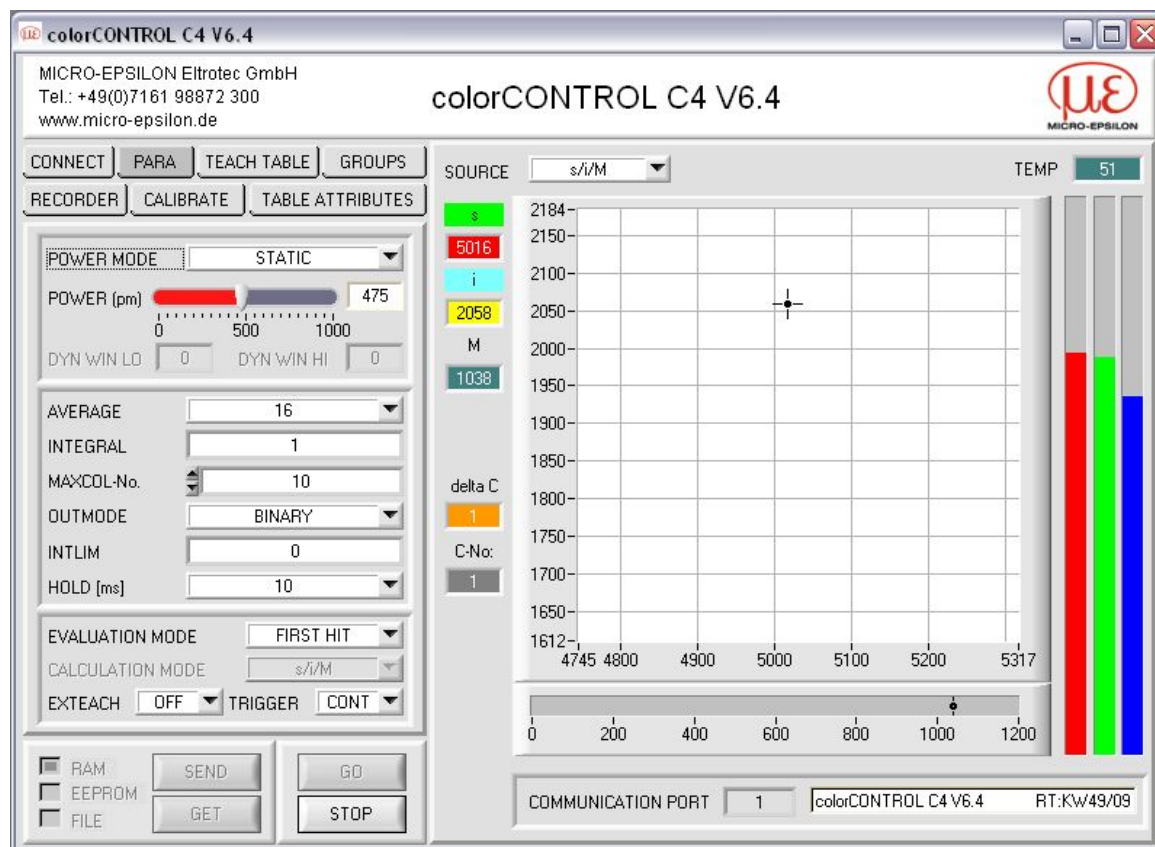 colorCONTROL C4 V6.4
MICRO-EPSILON Eltrotec GmbH
Tel.: +49(0)7161 98872 300
www.micro-epsilon.de
colorCONTROL C4 V6.4
με
MICRO-EPSILON
CONNECT PARA TEACH TABLE GROUPS
RECORDER CALIBRATE TABLE ATTRIBUTES
POWER MODE STATIC
POWER (pm) 475
0 500 1000
DYN WIN LO 0 DYN WIN HI 0
AVERAGE 16
INTEGRAL 1
MAXCOL-No. 10
OUTMODE BINARY
INTLIM 0
HOLD [ms] 10
EVALUATION MODE FIRST HIT
CALCULATION MODE s/i/M
EXTEACH OFF TRIGGER CONT
RAM
EEPROM
FILE
SEND
GET
GO
STOP
SOURCE s/i/M
TEMP 51
s
5016
i
2058
M
1038
delta C
1
C-No:
1
2184
2150
2100
2050
2000
1950
1900
1850
1800
1750
1700
1650
1612
4745 4800 4900 5000 5100 5200 5317
0 200 400 600 800 1000 1200
COMMUNICATION PORT 1 colorCONTROL C4 V6.4 RT:KW49/09